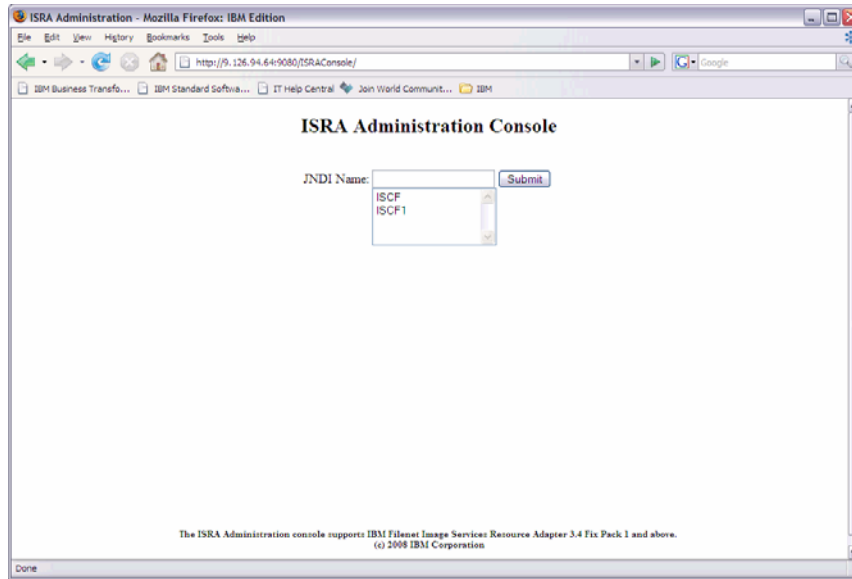 ISRA Administration - Mozilla Firefox: IBM Edition
File Edit View History Bookmarks Tools Help
http://9.126.94.64:9080/ISRAConsole/
Google
IBM Business Transfo... IBM Standard Softwa... IT Help Central Join World Communit... IBM
ISRA Administration Console
JNDI Name: Submit
ISCF
ISCF1
The ISRA Administration console supports IBM Filenet Image Services Resource Adapter 3.4 Fix Pack 1 and above.
(c) 2008 IBM Corporation
Done